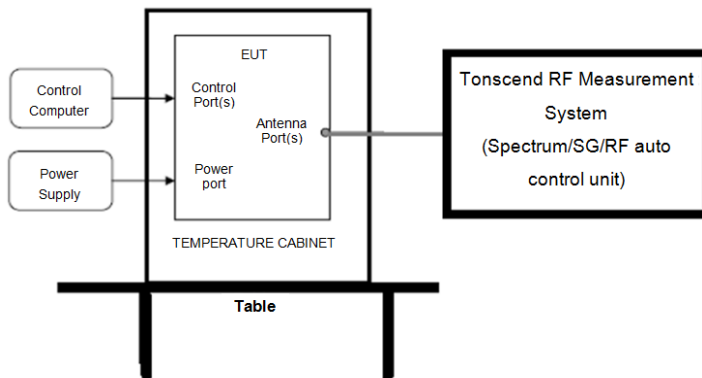 EUT
Control
Computer
Control
Port(s)
Antenna
Port(s)
Power
Supply
Power
port
TEMPERATURE CABINET
Table
Tonscend RF Measurement
System
(Spectrum/SG/RF auto
control unit)